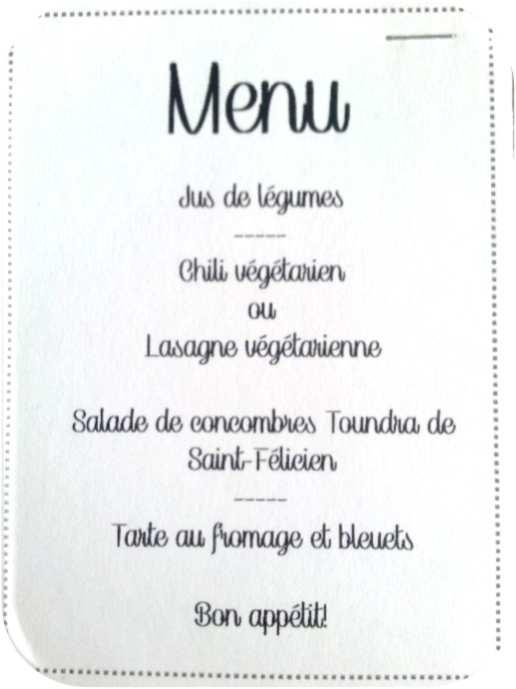 Menu
Jus de légumes
-----
Chili végétarien
ou
Lasagne végétarienne
Salade de concombres Toundra de
Saint-Félicien
-----
Tarte au fromage et bleuets
Bon appétit!